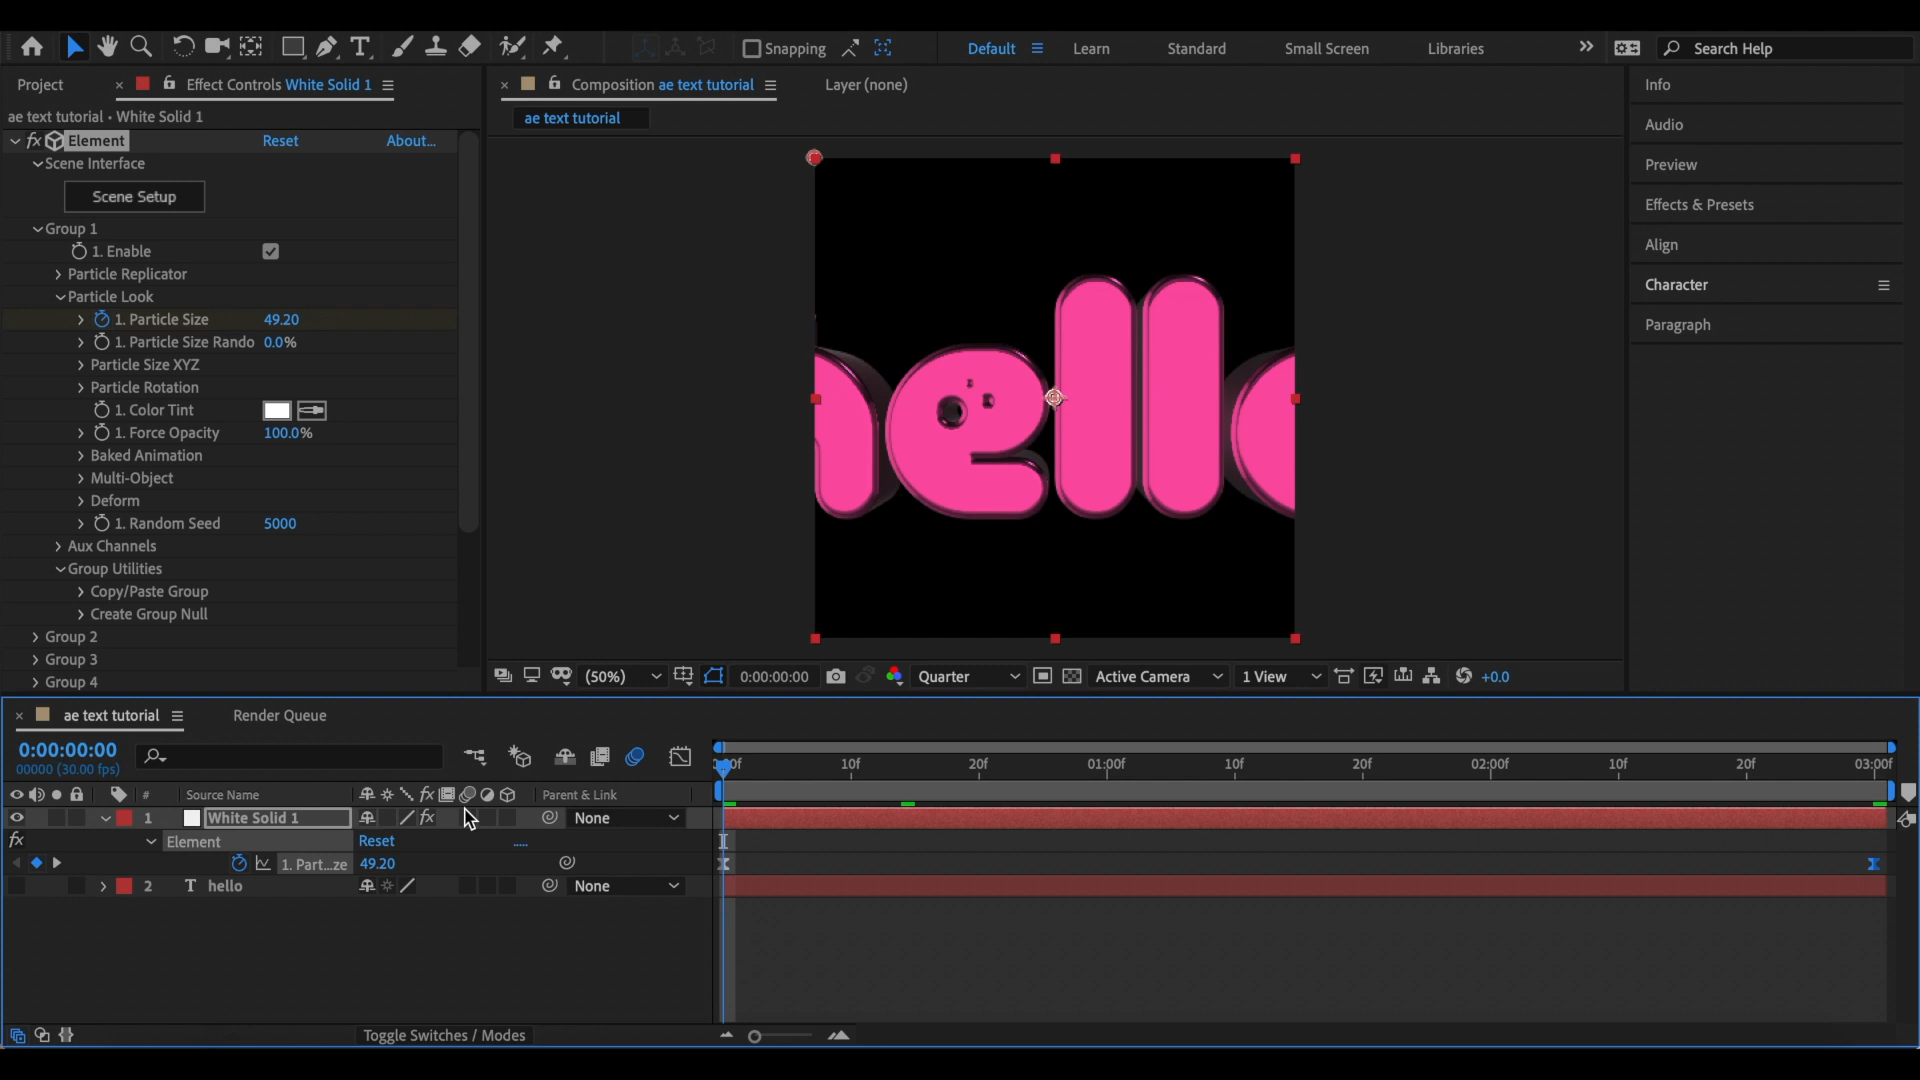 Snapping
Default
Learn
Standard
Small Screen
Libraries
Search Help
Project
Effect Controls White Solid 1
ae text tutorial • White Solid 1
fx Element Reset About...
Scene Interface
Scene Setup
Group 1
1. Enable
Particle Replicator
Particle Look
1. Particle Size 49.20
1. Particle Size Rando 0.0%
Particle Size XYZ
Particle Rotation
1. Color Tint
1. Force Opacity 100.0%
Baked Animation
Multi-Object
Deform
1. Random Seed 5000
Aux Channels
Group Utilities
Copy/Paste Group
Create Group Null
Group 2
Group 3
Group 4
Composition ae text tutorial
Layer (none)
ae text tutorial
hello
(50%) 0:00:00:00 Quarter Active Camera 1 View +0.0
Info
Audio
Preview
Effects & Presets
Align
Character
Paragraph
ae text tutorial
Render Queue
0:00:00:00
00000 (30.00 fps)
10f 20f 01:00f 10f 20f 02:00f 10f 20f 03:00f
# Source Name fx Parent & Link
1 White Solid 1 fx None
fx Element Reset .....
1. Part...ze 49.20
2 T hello None
Toggle Switches / Modes